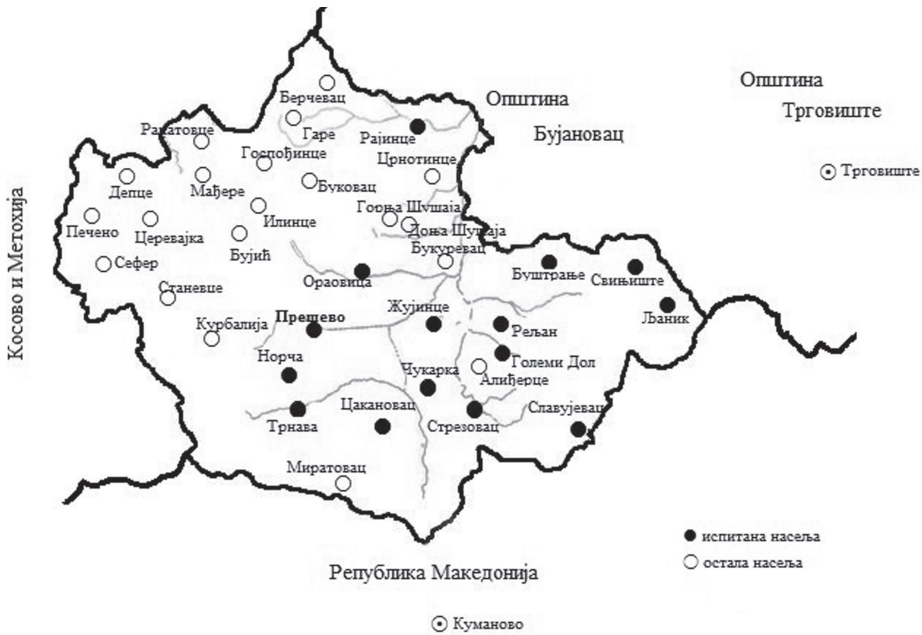 Берчевац
Општина
Бујановац
Општина
Трговиште
Гаре
Рајинце
Рахатовце
Госпођинце
Црнотинце
Трговиште
Депце
Мађере
Буковац
Горња Шушаја
Доња Шушаја
Печено
Церевајка
Илинце
Бујић
Букуревац
Сефер
Ораовица
Буштрање
Свињиште
Станевце
Прешево
Жујинце
Љаник
Курбалија
Рељан
Норча
Чукарка
Големи Дол
Алиђерце
Цакановац
Славујевац
Трнава
Стрезовац
Миратовац
Косово и Метохија
испитана насеља
остала насеља
Република Македонија
Куманово